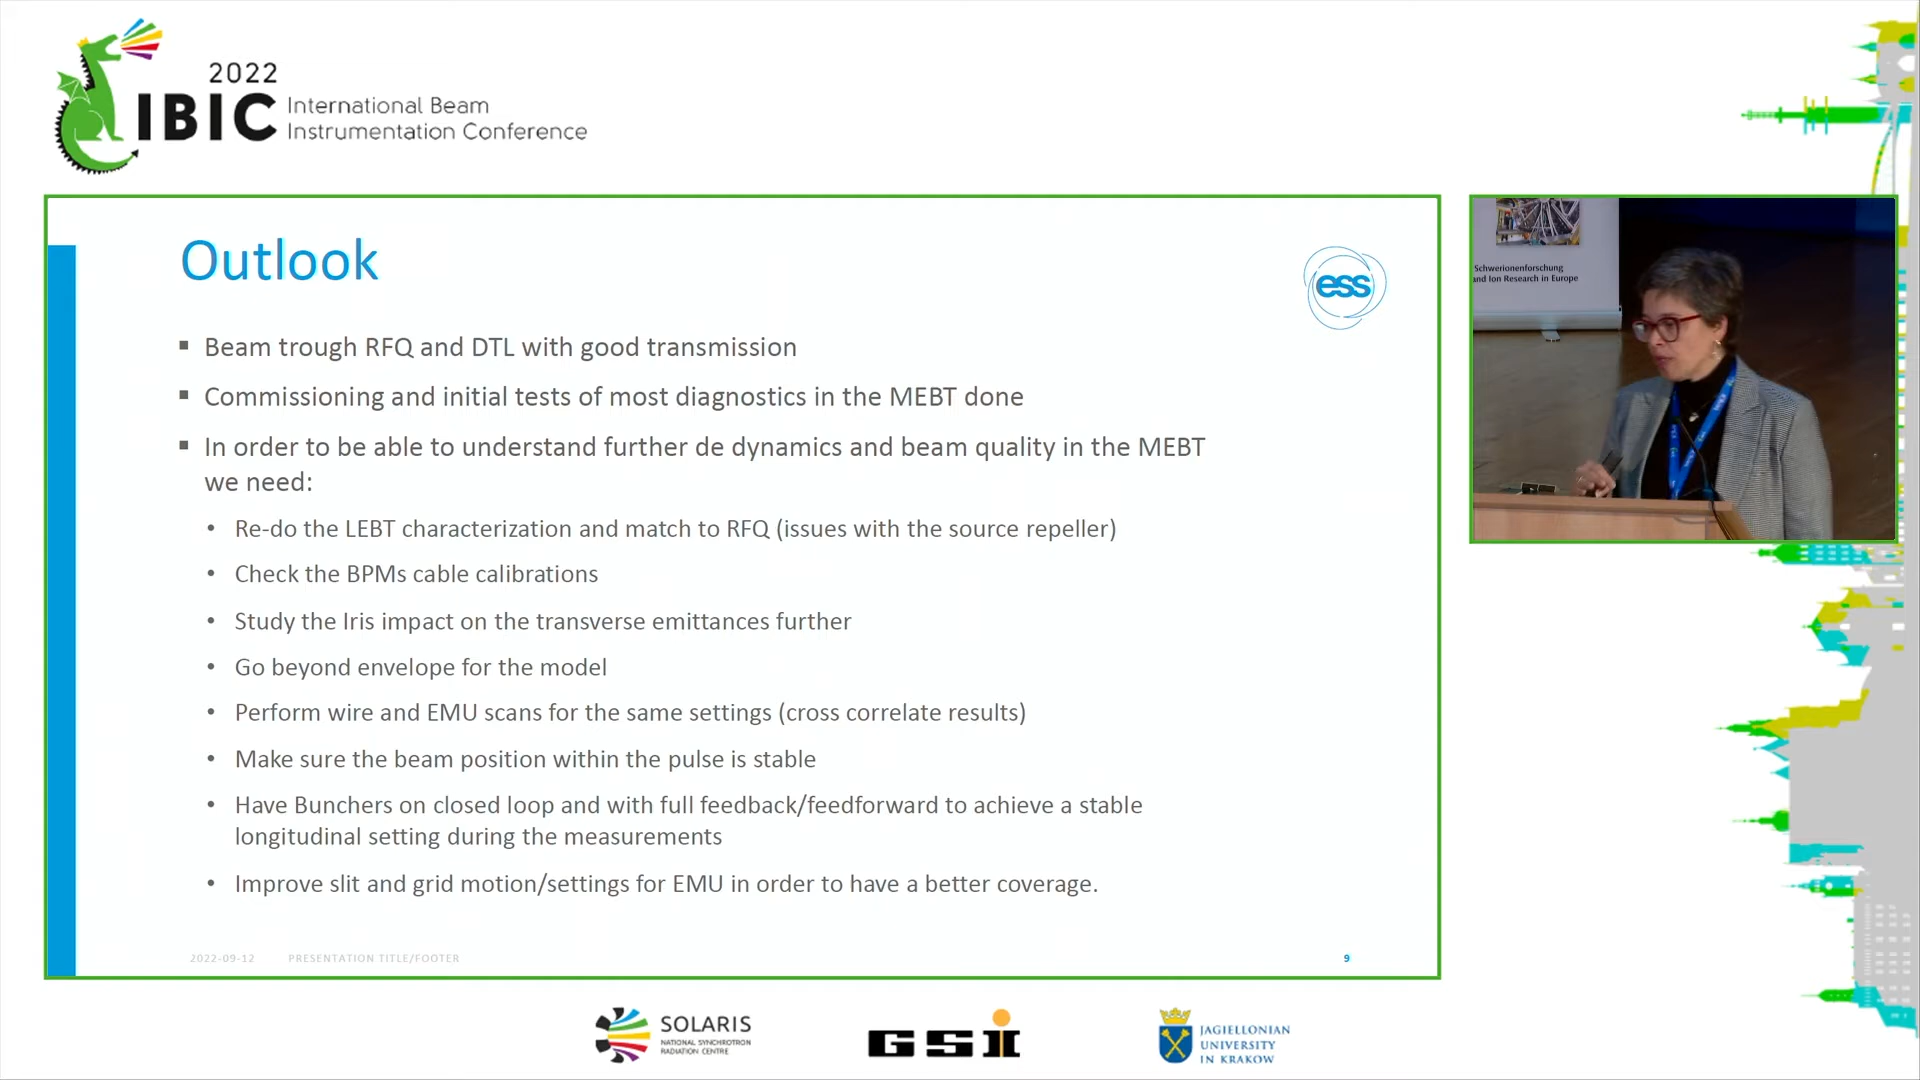 2022
IBIC
International Beam
Instrumentation Conference
Outlook
ess
▪ Beam trough RFQ and DTL with good transmission
▪ Commissioning and initial tests of most diagnostics in the MEBT done
▪ In order to be able to understand further de dynamics and beam quality in the MEBT
we need:
• Re-do the LEBT characterization and match to RFQ (issues with the source repeller)
• Check the BPMs cable calibrations
• Study the Iris impact on the transverse emittances further
• Go beyond envelope for the model
• Perform wire and EMU scans for the same settings (cross correlate results)
• Make sure the beam position within the pulse is stable
• Have Bunchers on closed loop and with full feedback/feedforward to achieve a stable
longitudinal setting during the measurements
• Improve slit and grid motion/settings for EMU in order to have a better coverage.
2022-09-12 PRESENTATION TITLE/FOOTER 9
Schwerionenforschung
and Ion Research in Europe
SOLARIS
NATIONAL SYNCHROTRON
RADIATION CENTRE
GSI
JAGIELLONIAN
UNIVERSITY
IN KRAKOW